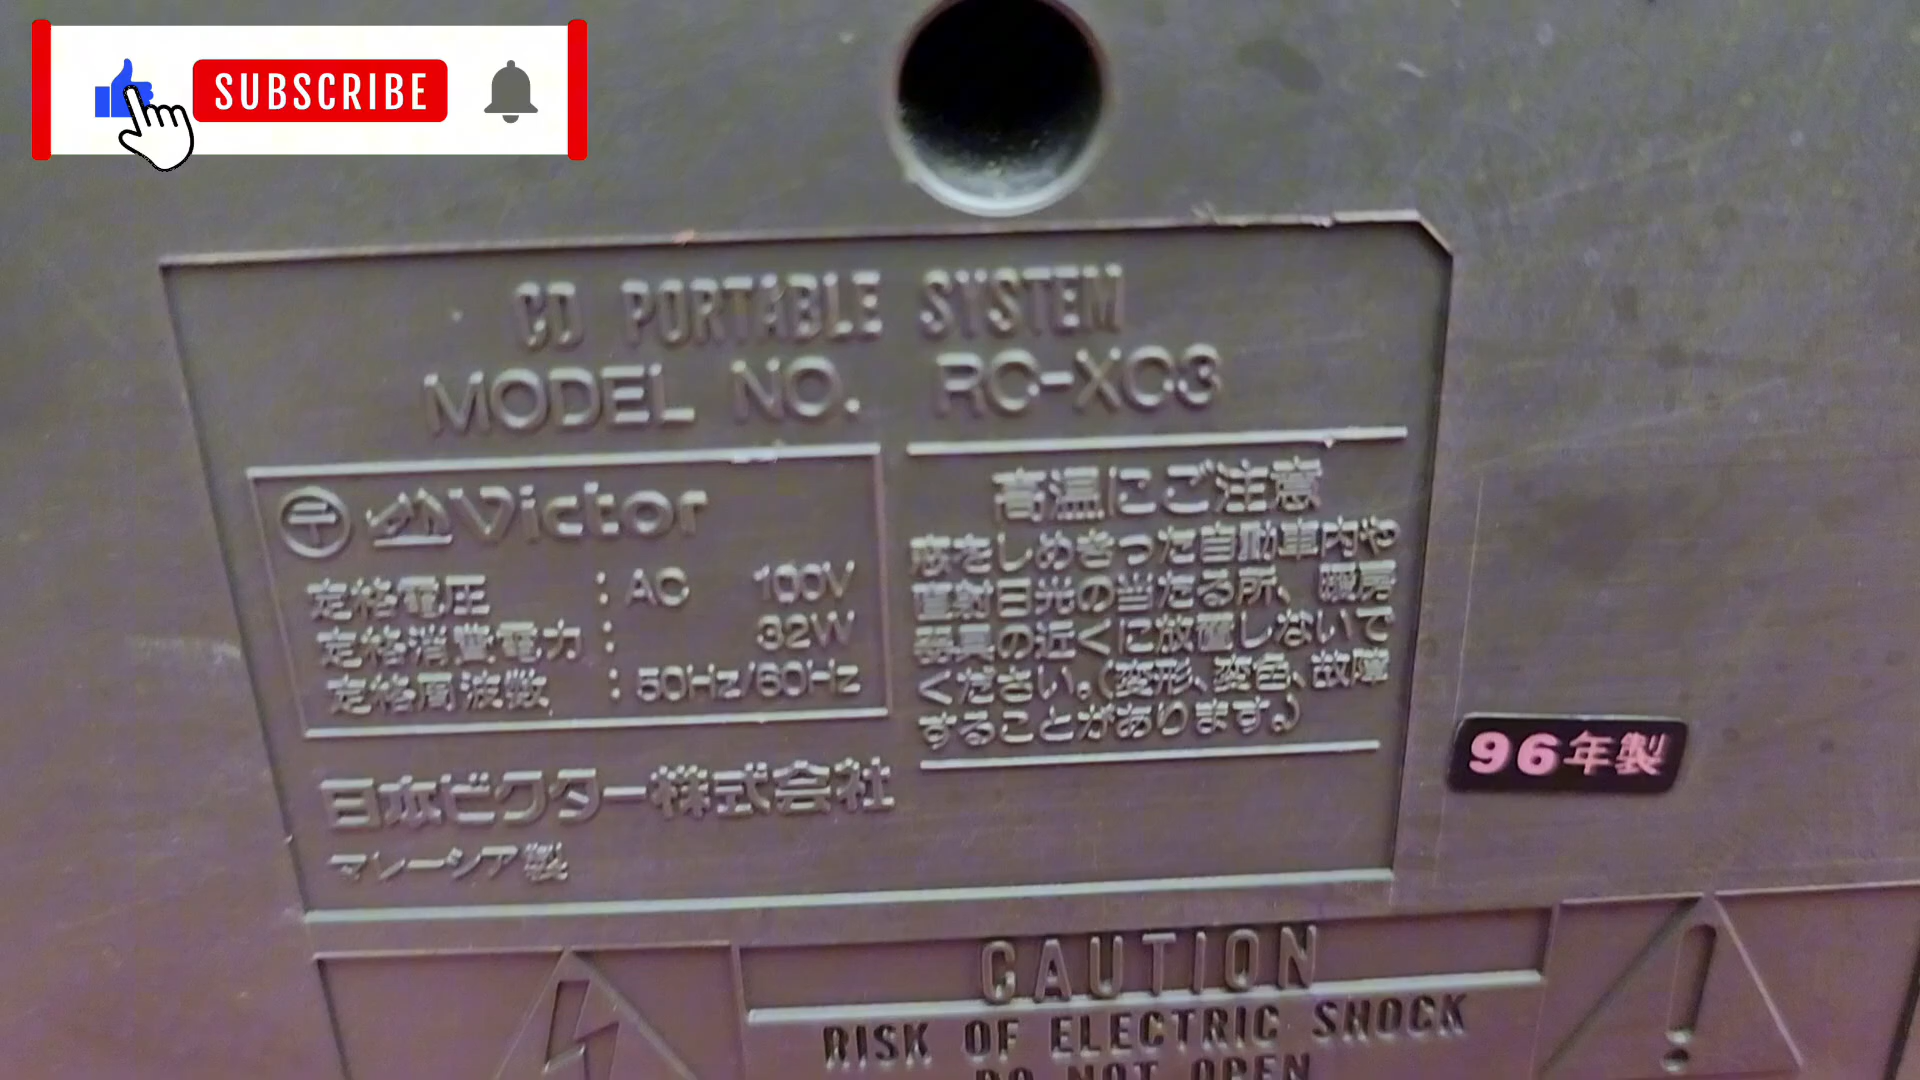 SUBSCRIBE
CD PORTABLE SYSTEM
MODEL NO. RC-XC3
Victor
定格電圧 : AC 100V
定格消費電力 : 32W
定格周波数 : 50Hz/60Hz
日本ビクター株式会社
マレーシア製
高温にご注意
窓をしめきった自動車内や
直射日光の当たる所、暖房
器具の近くに放置しないで
ください。(変形、変色、故障
することがあります。)
96年製
CAUTION
RISK OF ELECTRIC SHOCK
DO NOT OPEN